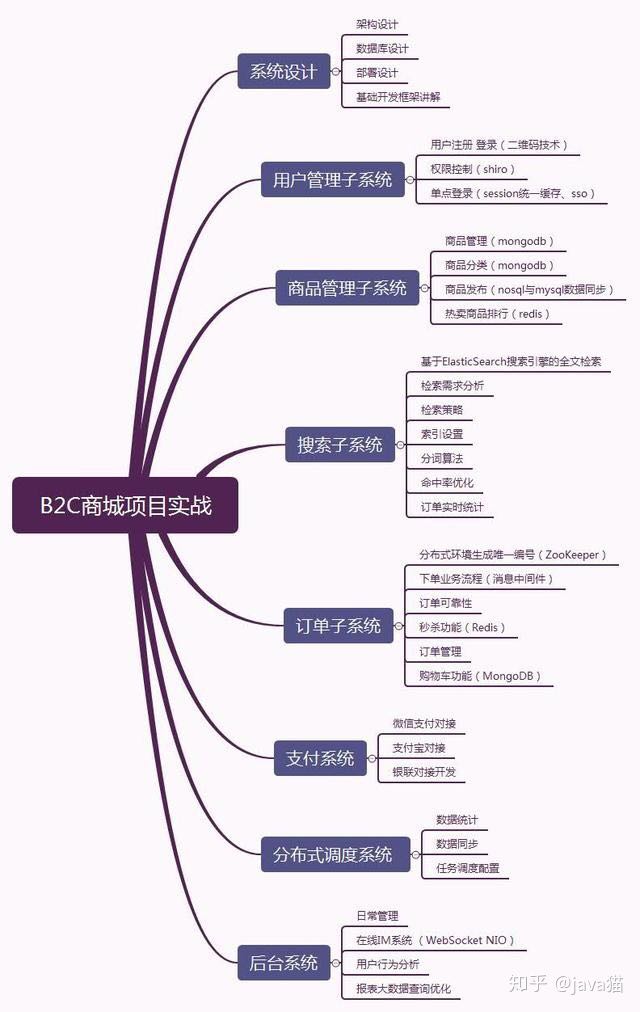 B2C商城项目实战
系统设计
架构设计
数据库设计
部署设计
基础开发框架讲解
用户管理子系统
用户注册 登录（二维码技术）
权限控制（shiro）
单点登录（session统一缓存、sso）
商品管理子系统
商品管理（mongodb）
商品分类（mongodb）
商品发布（nosql与mysql数据同步）
热卖商品排行（redis）
搜索子系统
基于ElasticSearch搜索引擎的全文检索
检索需求分析
检索策略
索引设置
分词算法
命中率优化
订单实时统计
订单子系统
分布式环境生成唯一编号（ZooKeeper）
下单业务流程（消息中间件）
订单可靠性
秒杀功能（Redis）
订单管理
购物车功能（MongoDB）
支付系统
微信支付对接
支付宝对接
银联对接开发
分布式调度系统
数据统计
数据同步
任务调度配置
后台系统
日常管理
在线IM系统 （WebSocket NIO）
用户行为分析
报表大数据查询优化
知乎 @java猫